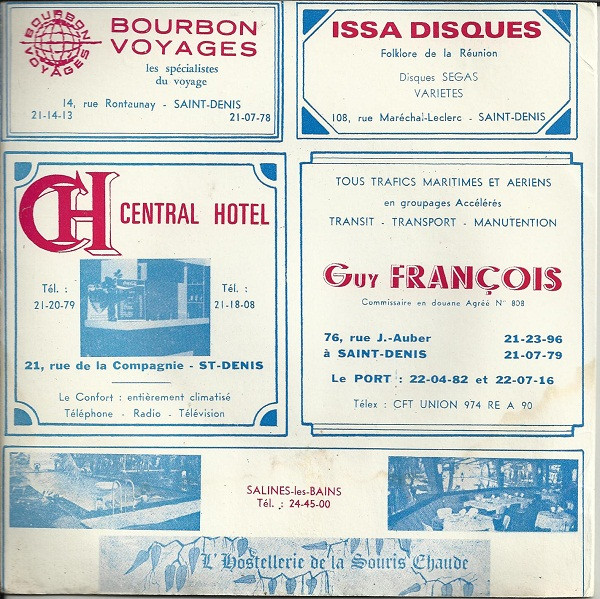 BOURBON
VOYAGES
BOURBON
VOYAGES
les spécialistes
du voyage
14, rue Rontaunay - SAINT-DENIS
21-14-13
21-07-78
ISSA DISQUES
Folklore de la Réunion
Disques SEGAS
VARIETES
108, rue Maréchal-Leclerc - SAINT-DENIS
CH CENTRAL HOTEL
Tél. :
21-20-79
Tél. :
21-18-08
21, rue de la Compagnie - ST-DENIS
Le Confort : entièrement climatisé
Téléphone - Radio - Télévision
TOUS TRAFICS MARITIMES ET AERIENS
en groupages Accélérés
TRANSIT - TRANSPORT - MANUTENTION
GUY FRANÇOIS
Commissaire en douane Agréé N° 808
76, rue J.-Auber 21-23-96
à SAINT-DENIS 21-07-79
Le PORT : 22-04-82 et 22-07-16
Télex : CFT UNION 974 RE A 90
SALINES-les-BAINS
Tél. : 24-45-00
L'Hostellerie de la Souris Chaude